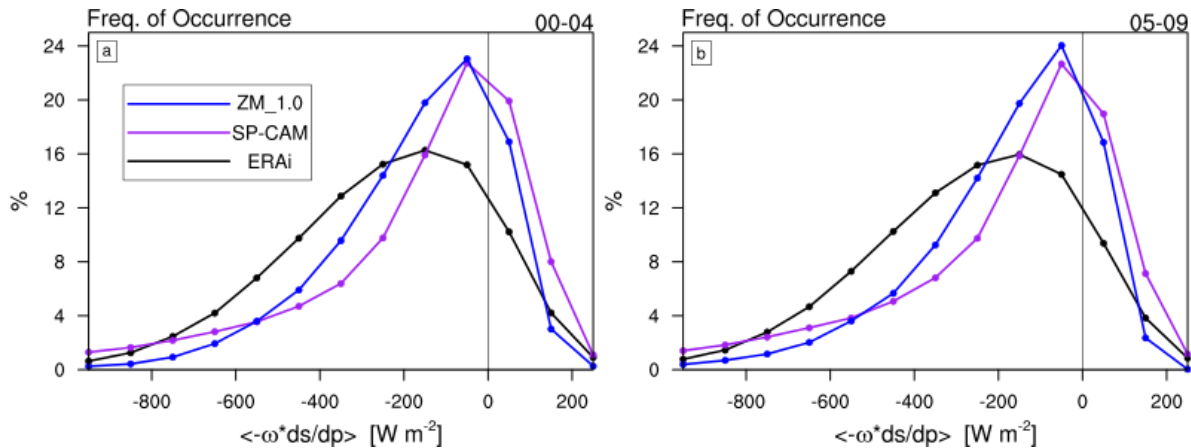 Freq. of Occurrence 00-04
a
24
20
16
12
8
4
0
%
ZM_1.0
SP-CAM
ERAi
-800 -600 -400 -200 0 200
<-ω*ds/dp> [W m⁻²]
Freq. of Occurrence 05-09
b
24
20
16
12
8
4
0
%
-800 -600 -400 -200 0 200
<-ω*ds/dp> [W m⁻²]